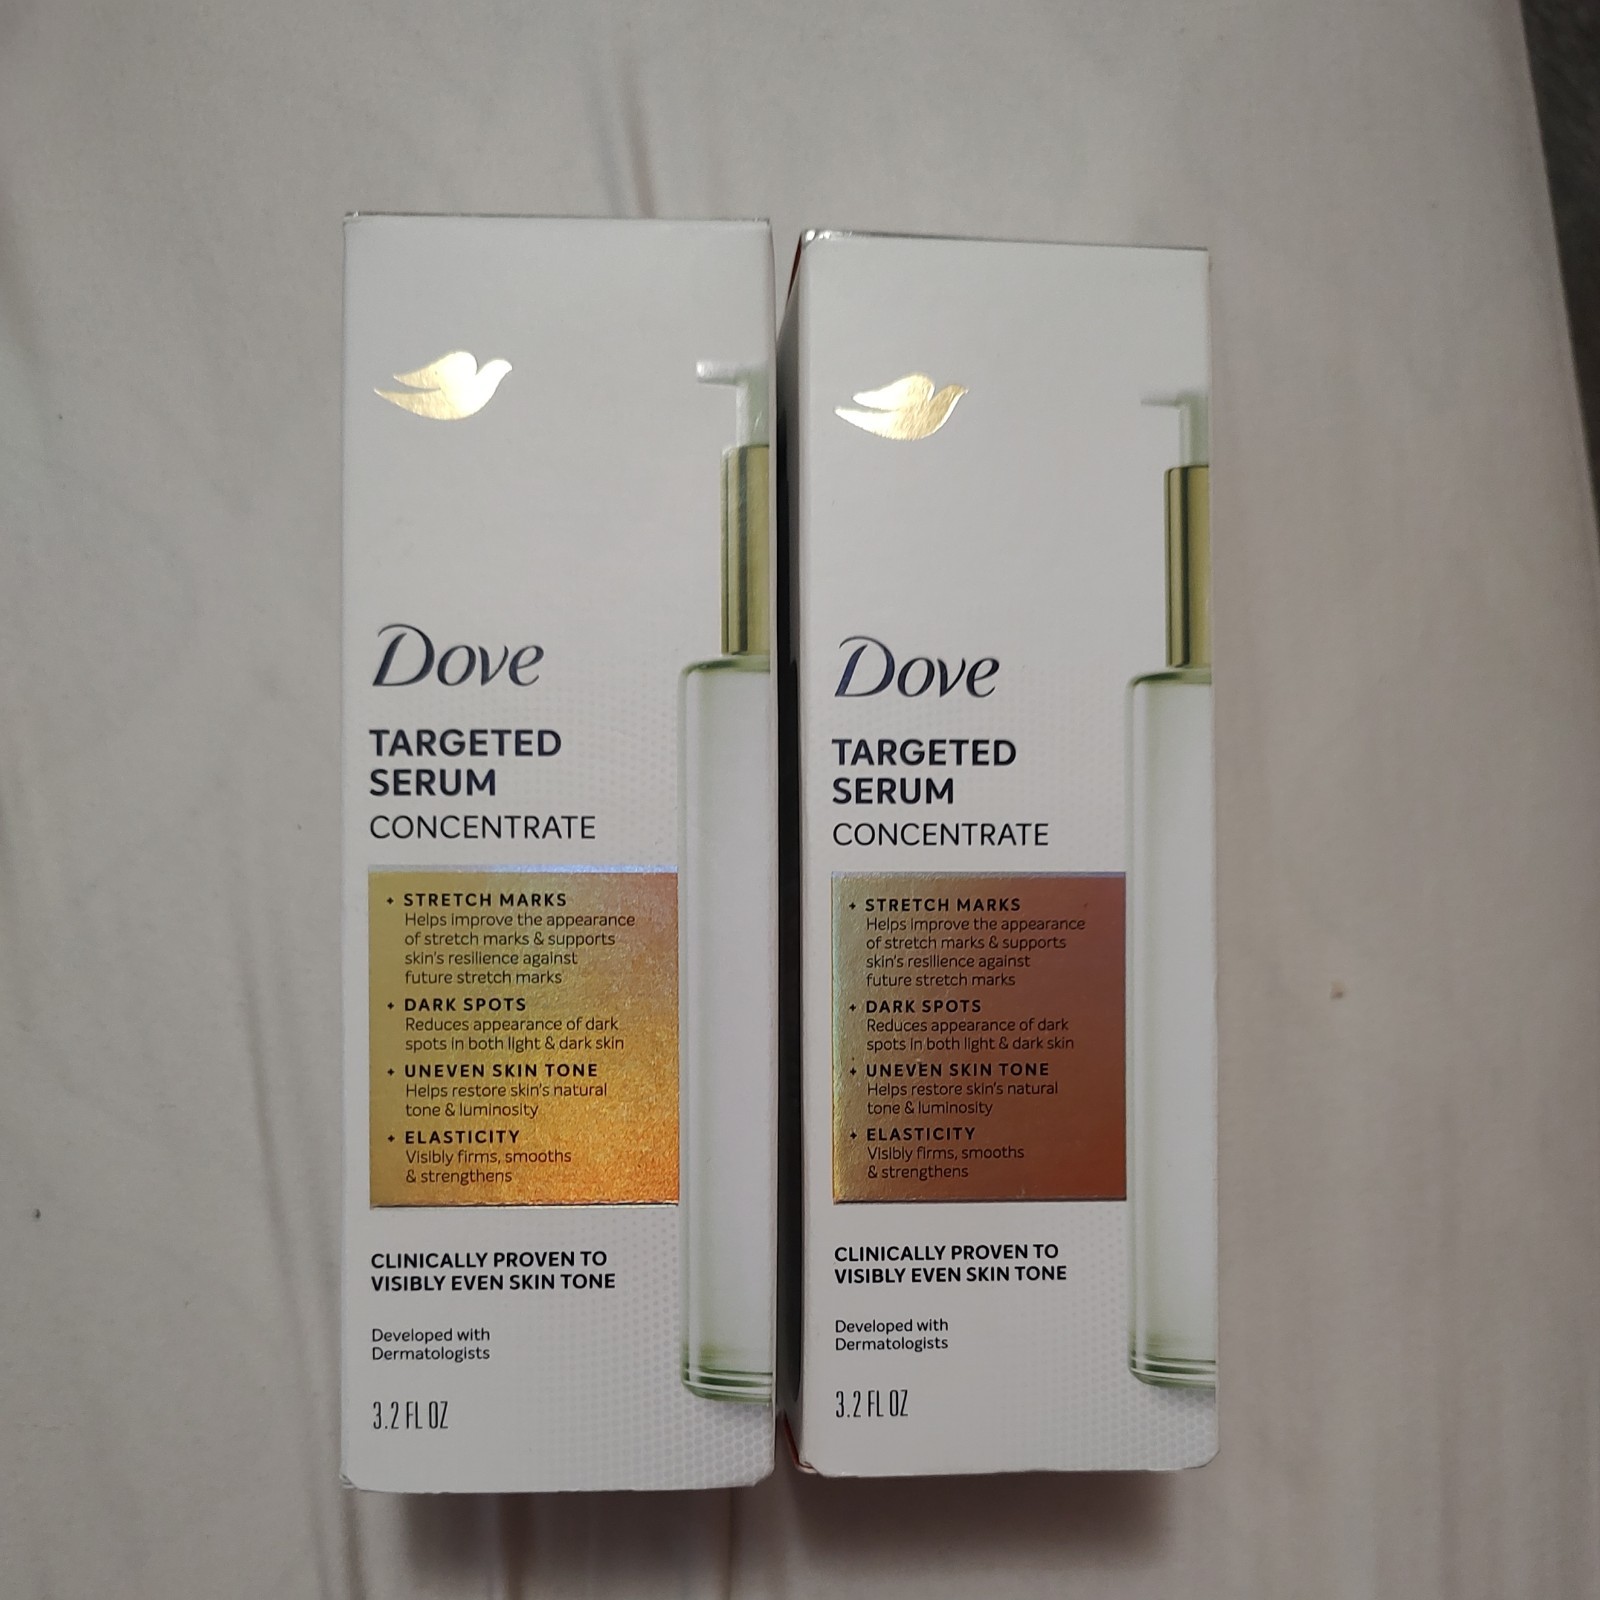 Dove
TARGETED
SERUM
CONCENTRATE
+ STRETCH MARKS
Helps improve the appearance
of stretch marks & supports
skin's resilience against
future stretch marks
+ DARK SPOTS
Reduces appearance of dark
spots in both light & dark skin
+ UNEVEN SKIN TONE
Helps restore skin's natural
tone & luminosity
+ ELASTICITY
Visibly firms, smooths
& strengthens
CLINICALLY PROVEN TO
VISIBLY EVEN SKIN TONE
Developed with
Dermatologists
3.2 FL OZ
Dove
TARGETED
SERUM
CONCENTRATE
+ STRETCH MARKS
Helps improve the appearance
of stretch marks & supports
skin's resilience against
future stretch marks
+ DARK SPOTS
Reduces appearance of dark
spots in both light & dark skin
+ UNEVEN SKIN TONE
Helps restore skin's natural
tone & luminosity
+ ELASTICITY
Visibly firms, smooths
& strengthens
CLINICALLY PROVEN TO
VISIBLY EVEN SKIN TONE
Developed with
Dermatologists
3.2 FL OZ